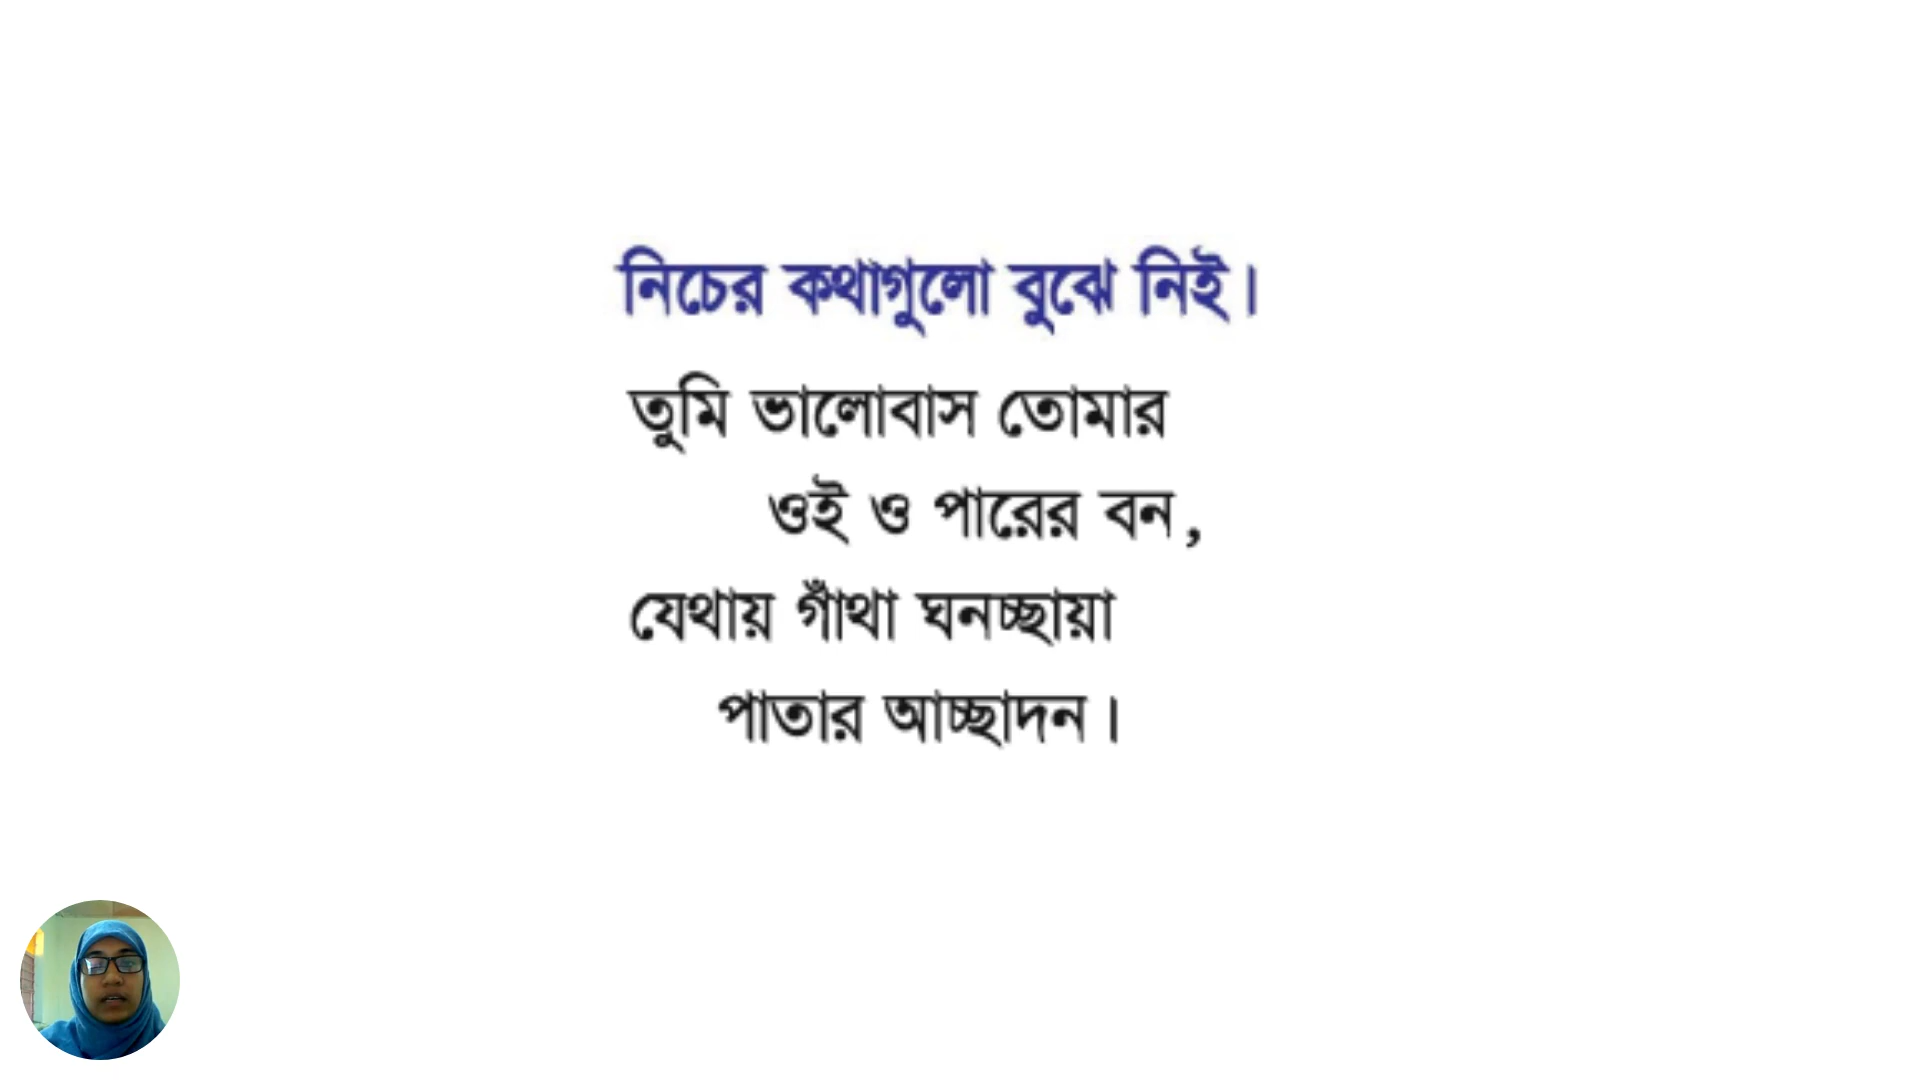 নিচের কথাগুলো বুঝে নিই।
তুমি ভালোবাস তোমার
ওই ও পারের বন,
যেথায় গাঁথা ঘনচ্ছায়া
পাতার আচ্ছাদন।